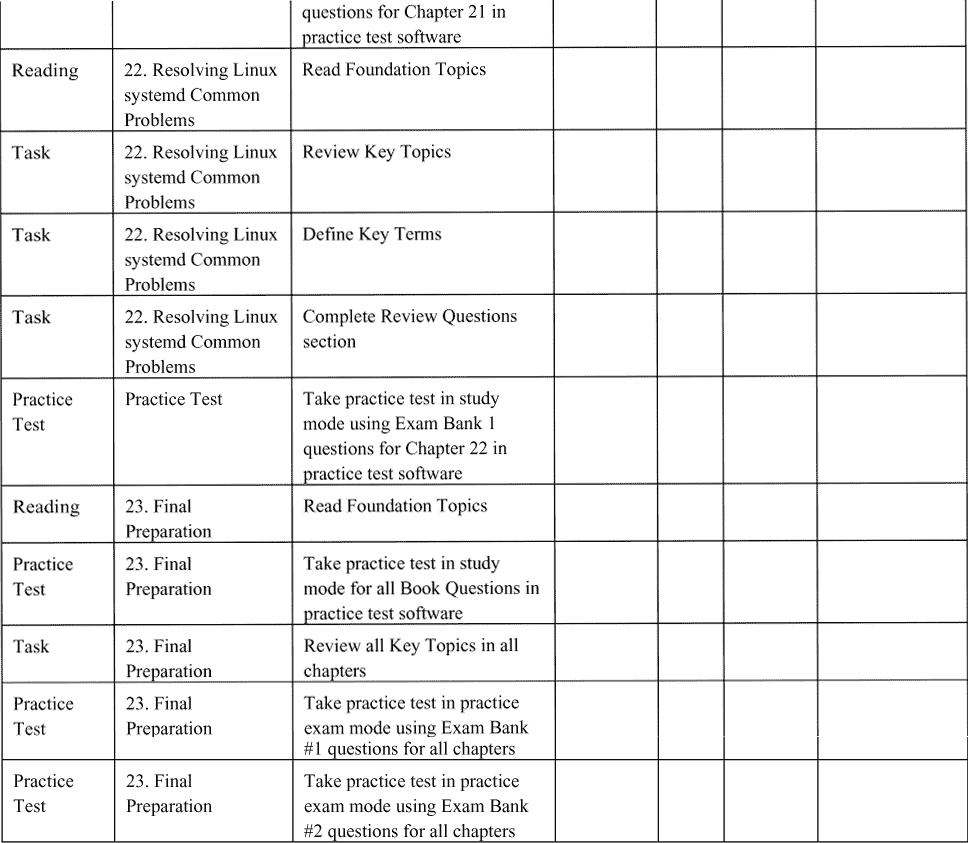 questions for Chapter 21 in
practice test software
Reading
22. Resolving Linux
systemd Common
Problems
Read Foundation Topics
Task
22. Resolving Linux
systemd Common
Problems
Review Key Topics
Task
22. Resolving Linux
systemd Common
Problems
Define Key Terms
Task
22. Resolving Linux
systemd Common
Problems
Complete Review Questions
section
Practice
Test
Practice Test
Take practice test in study
mode using Exam Bank 1
questions for Chapter 22 in
practice test software
Reading
23. Final
Preparation
Read Foundation Topics
Practice
Test
23. Final
Preparation
Take practice test in study
mode for all Book Questions in
practice test software
Task
23. Final
Preparation
Review all Key Topics in all
chapters
Practice
Test
23. Final
Preparation
Take practice test in practice
exam mode using Exam Bank
#1 questions for all chapters
Practice
Test
23. Final
Preparation
Take practice test in practice
exam mode using Exam Bank
#2 questions for all chapters